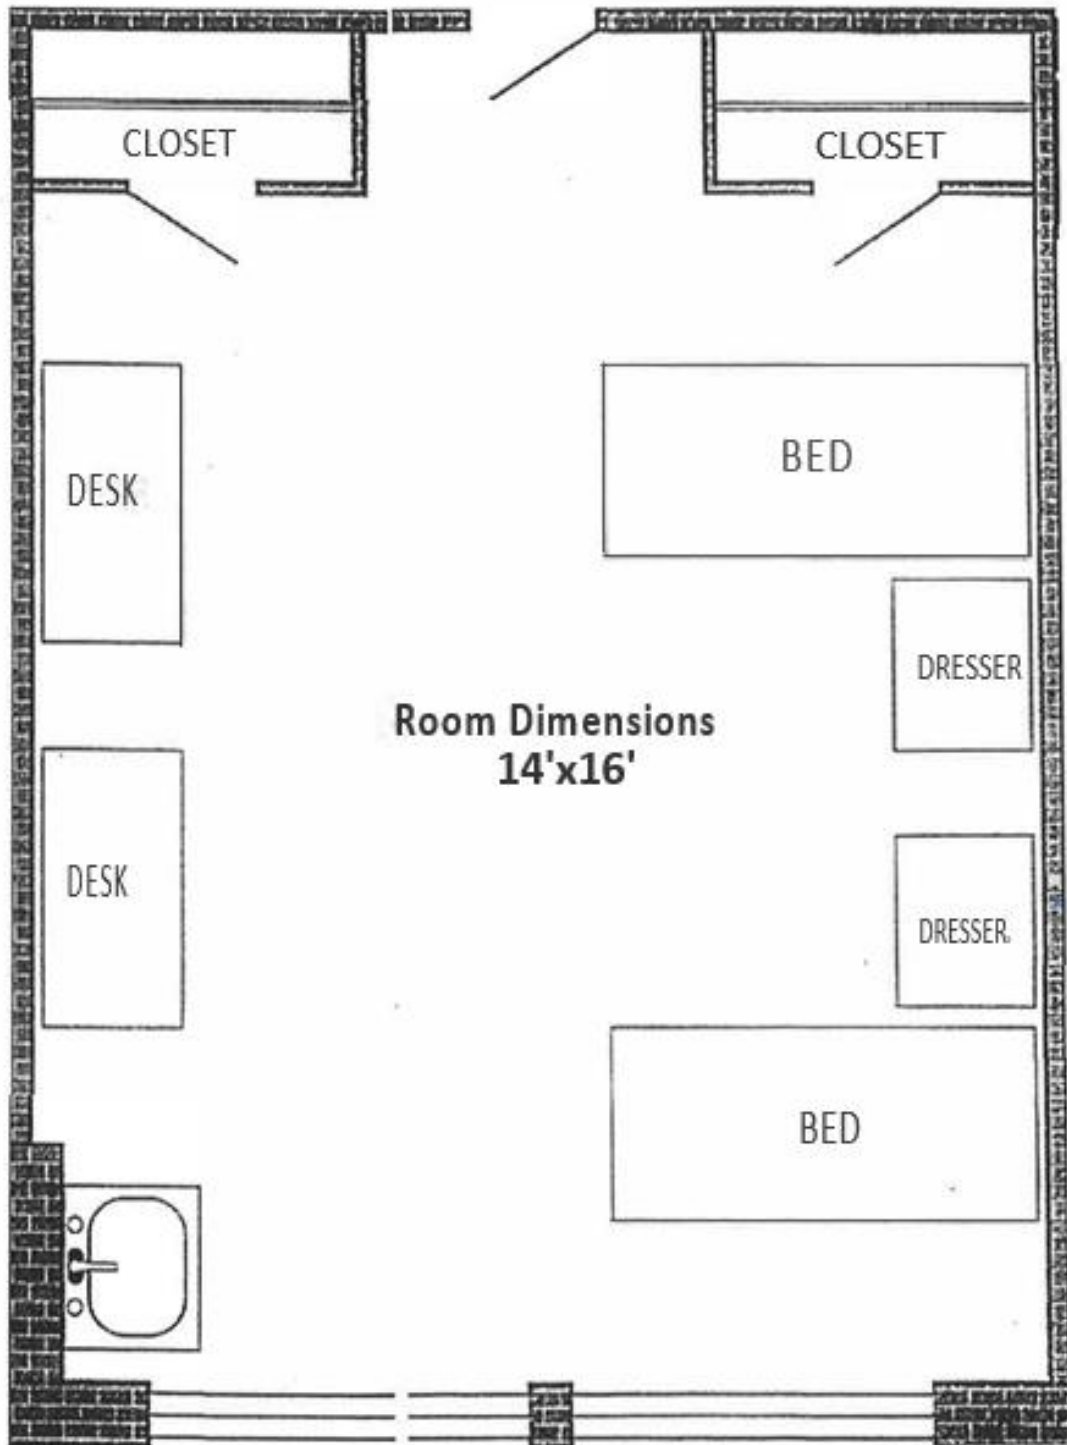 CLOSET
CLOSET
BED
DESK
DRESSER
Room Dimensions
14'x16'
DESK
DRESSER.
BED